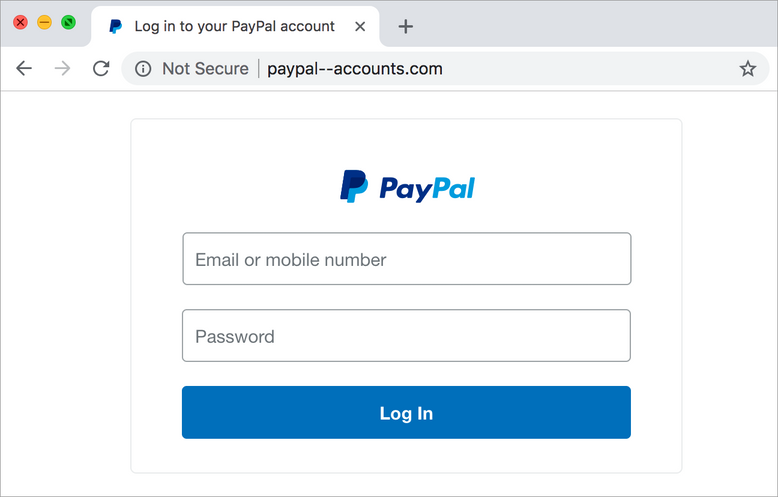 Log in to your PayPal account
Not Secure
paypal--accounts.com
PayPal
Email or mobile number
Password
Log In